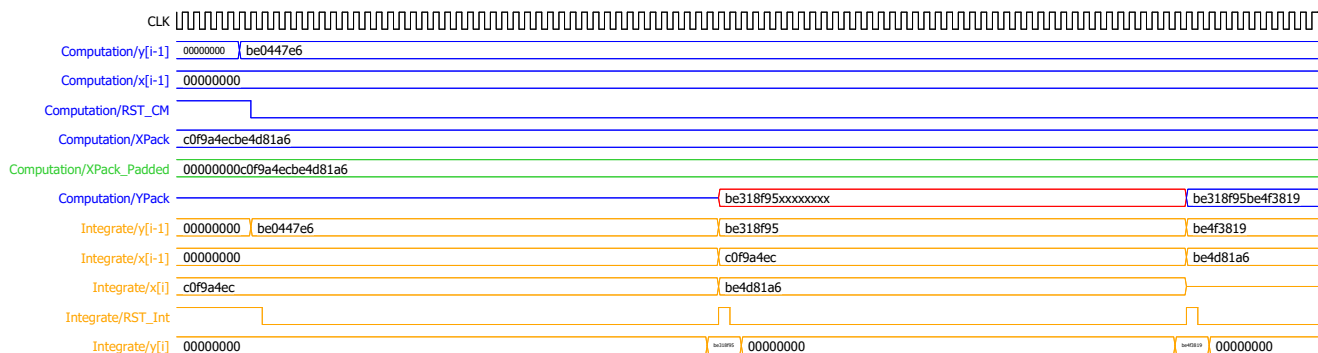 CLK
Computation/y[i-1] 00000000 be0447e6
Computation/x[i-1] 00000000
Computation/RST_CM
Computation/XPack c0f9a4ecbe4d81a6
Computation/XPack_Padded 00000000c0f9a4ecbe4d81a6
Computation/YPack be318f95xxxxxxxx be318f95be4f3819
Integrate/y[i-1] 00000000 be0447e6 be318f95 be4f3819
Integrate/x[i-1] 00000000 c0f9a4ec be4d81a6
Integrate/x[i] c0f9a4ec be4d81a6
Integrate/RST_Int
Integrate/y[i] 00000000 be318f95 00000000 be4f3819 00000000